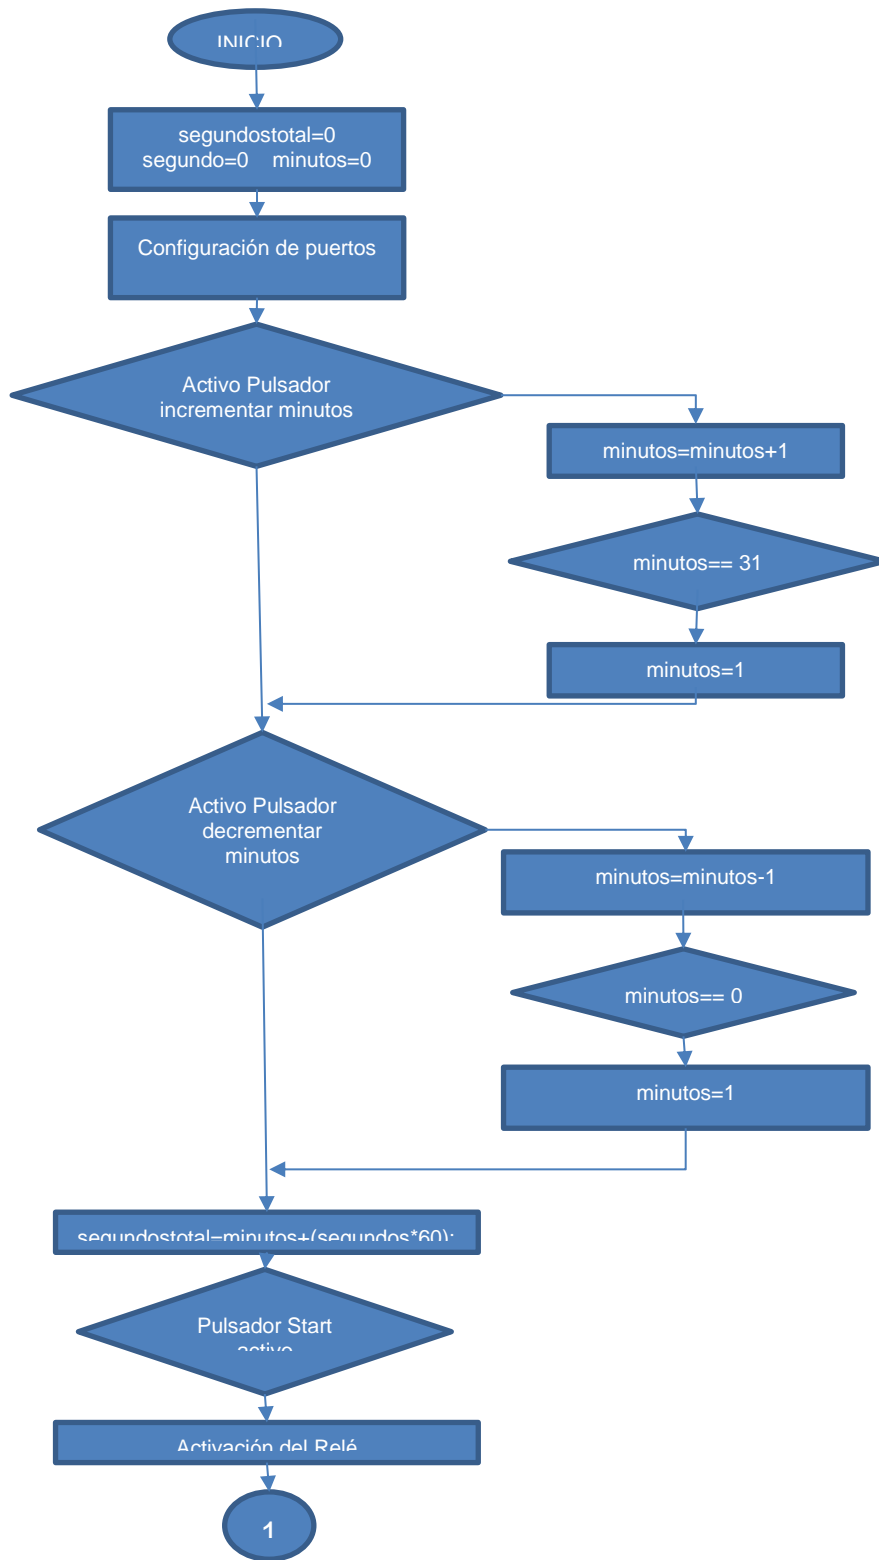 INICIO
segundostotal=0
segundo=0 minutos=0
Configuración de puertos
Activo Pulsador
incrementar minutos
minutos=minutos+1
minutos== 31
minutos=1
Activo Pulsador
decrementar
minutos
minutos=minutos-1
minutos== 0
minutos=1
segundostotal=minutos+(segundos*60);
Pulsador Start
activo
Activación del Relé
1